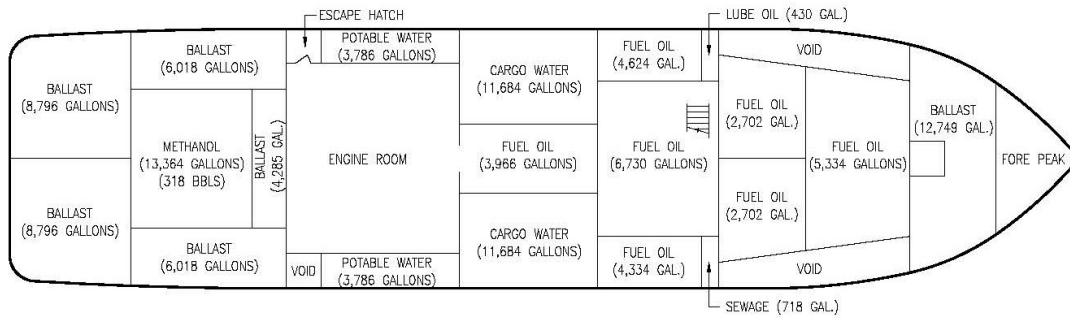 ESCAPE HATCH
LUBE OIL (430 GAL.)
BALLAST
(6,018 GALLONS)
POTABLE WATER
(3,786 GALLONS)
FUEL OIL
(4,624 GAL.)
VOID
BALLAST
(8,796 GALLONS)
CARGO WATER
(11,684 GALLONS)
METHANOL
(13,364 GALLONS)
(318 BBLS)
BALLAST
(4,285 GAL.)
ENGINE ROOM
FUEL OIL
(3,966 GAL.)
FUEL OIL
(6,730 GALLONS)
FUEL OIL
(2,702 GAL.)
FUEL OIL
(5,334 GALLONS)
BALLAST
(12,749 GAL.)
FORE PEAK
FUEL OIL
(2,702 GAL.)
BALLAST
(8,796 GALLONS)
BALLAST
(6,018 GALLONS)
VOID
POTABLE WATER
(3,786 GALLONS)
CARGO WATER
(11,684 GALLONS)
FUEL OIL
(4,334 GAL.)
VOID
SEWAGE (718 GAL.)